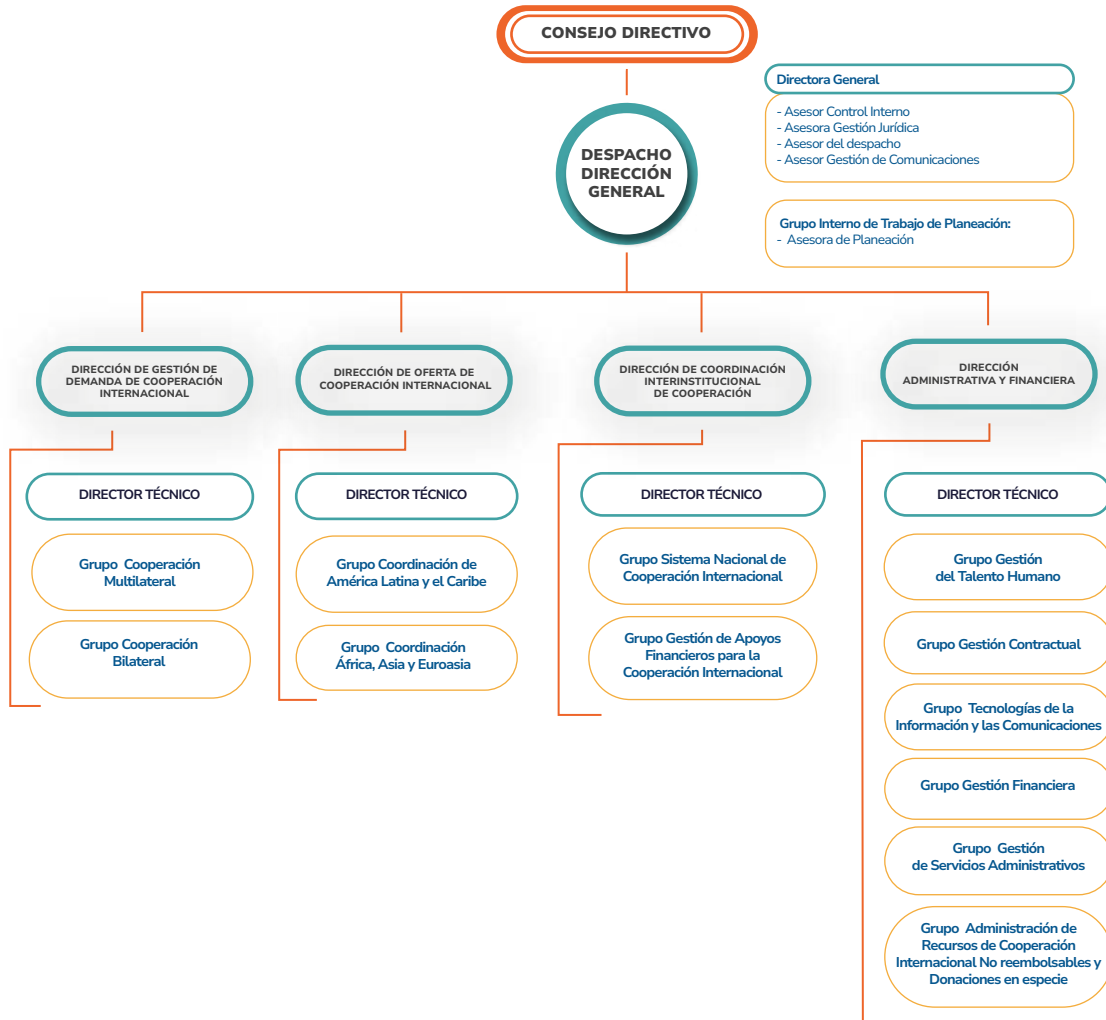 CONSEJO DIRECTIVO
DESPACHO
DIRECCIÓN
GENERAL
Directora General
- Asesor Control Interno
- Asesora Gestión Jurídica
- Asesor del despacho
- Asesor Gestión de Comunicaciones
Grupo Interno de Trabajo de Planeación:
- Asesora de Planeación
DIRECCIÓN DE GESTIÓN DE
DEMANDA DE COOPERACIÓN
INTERNACIONAL
DIRECTOR TÉCNICO
Grupo Cooperación
Multilateral
Grupo Cooperación
Bilateral
DIRECCIÓN DE OFERTA DE
COOPERACIÓN INTERNACIONAL
DIRECTOR TÉCNICO
Grupo Coordinación de
América Latina y el Caribe
Grupo Coordinación
África, Asia y Euroasia
DIRECCIÓN DE COORDINACIÓN
INTERINSTITUCIONAL
DE COOPERACIÓN
DIRECTOR TÉCNICO
Grupo Sistema Nacional de
Cooperación Internacional
Grupo Gestión de Apoyos
Financieros para la
Cooperación Internacional
DIRECCIÓN
ADMINISTRATIVA Y FINANCIERA
DIRECTOR TÉCNICO
Grupo Gestión
del Talento Humano
Grupo Gestión Contractual
Grupo Tecnologías de la
Información y las Comunicaciones
Grupo Gestión Financiera
Grupo Gestión
de Servicios Administrativos
Grupo Administración de
Recursos de Cooperación
Internacional No reembolsables y
Donaciones en especie